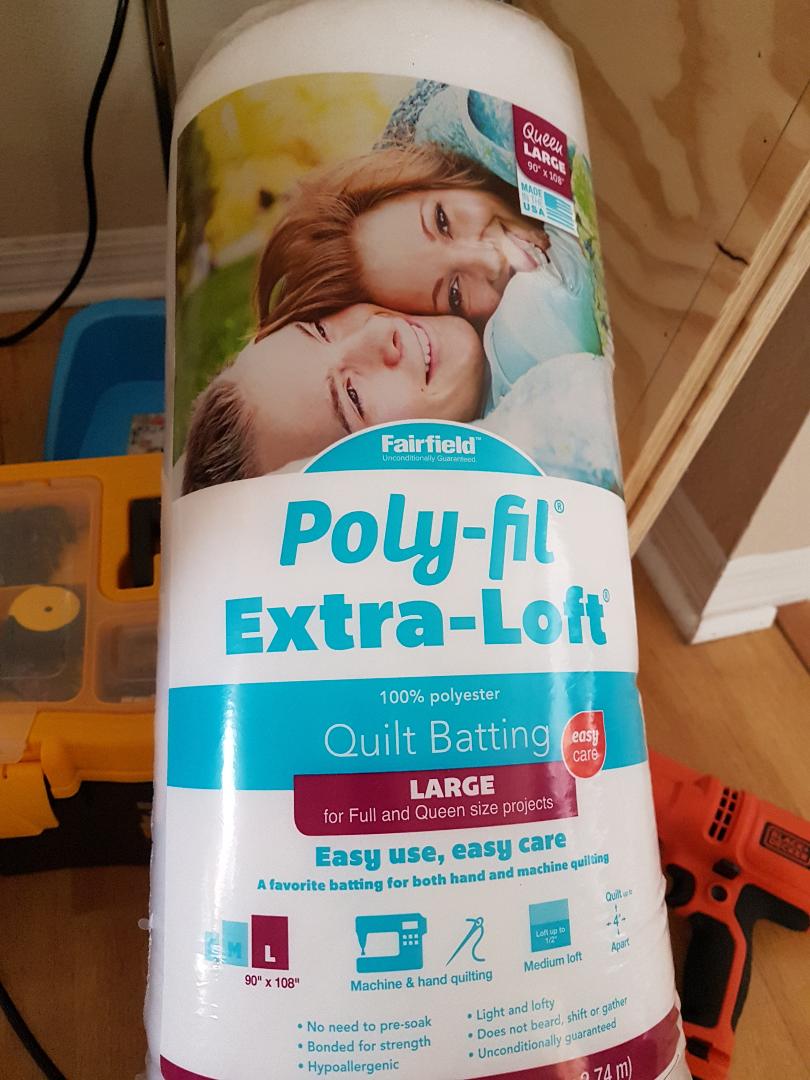 Queen
LARGE
90" x 108"
MADE
IN THE
USA
Fairfield™
Unconditionally Guaranteed.
Poly-fil®
Extra-Loft®
100% polyester
Quilt Batting
easy
care
LARGE
for Full and Queen size projects
Easy use, easy care
A favorite batting for both hand and machine quilting
M
L
90" x 108"
Machine & hand quilting
Loft up to
1/2"
Medium loft
Quilt up to
4"
Apart
• No need to pre-soak
• Bonded for strength
• Hypoallergenic
• Light and lofty
• Does not beard, shift or gather
• Unconditionally guaranteed
2.74 m)